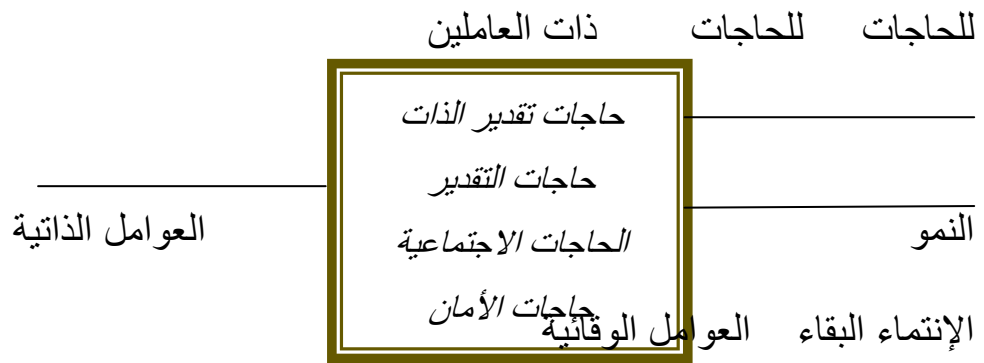 للحاجات للحاجات ذات العاملين
حاجات تقدير الذات
حاجات التقدير
النمو العوامل الذاتية
الحاجات الاجتماعية
حاجات الأمان
الإنتماء البقاء العوامل الوقائية